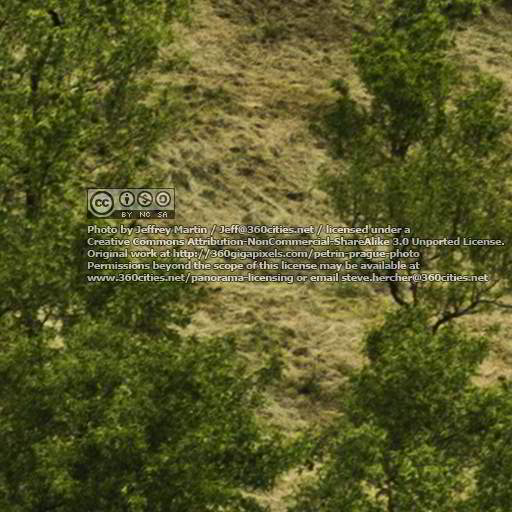 cc
BY NC SA
Photo by Jeffrey Martin / Jeff@360cities.net / licensed under a
Creative Commons Attribution-NonCommercial-ShareAlike 3.0 Unported License.
Original work at http://360gigapixels.com/petrin-prague-photo
Permissions beyond the scope of this license may be available at
www.360cities.net/panorama-licensing or email steve.hercher@360cities.net